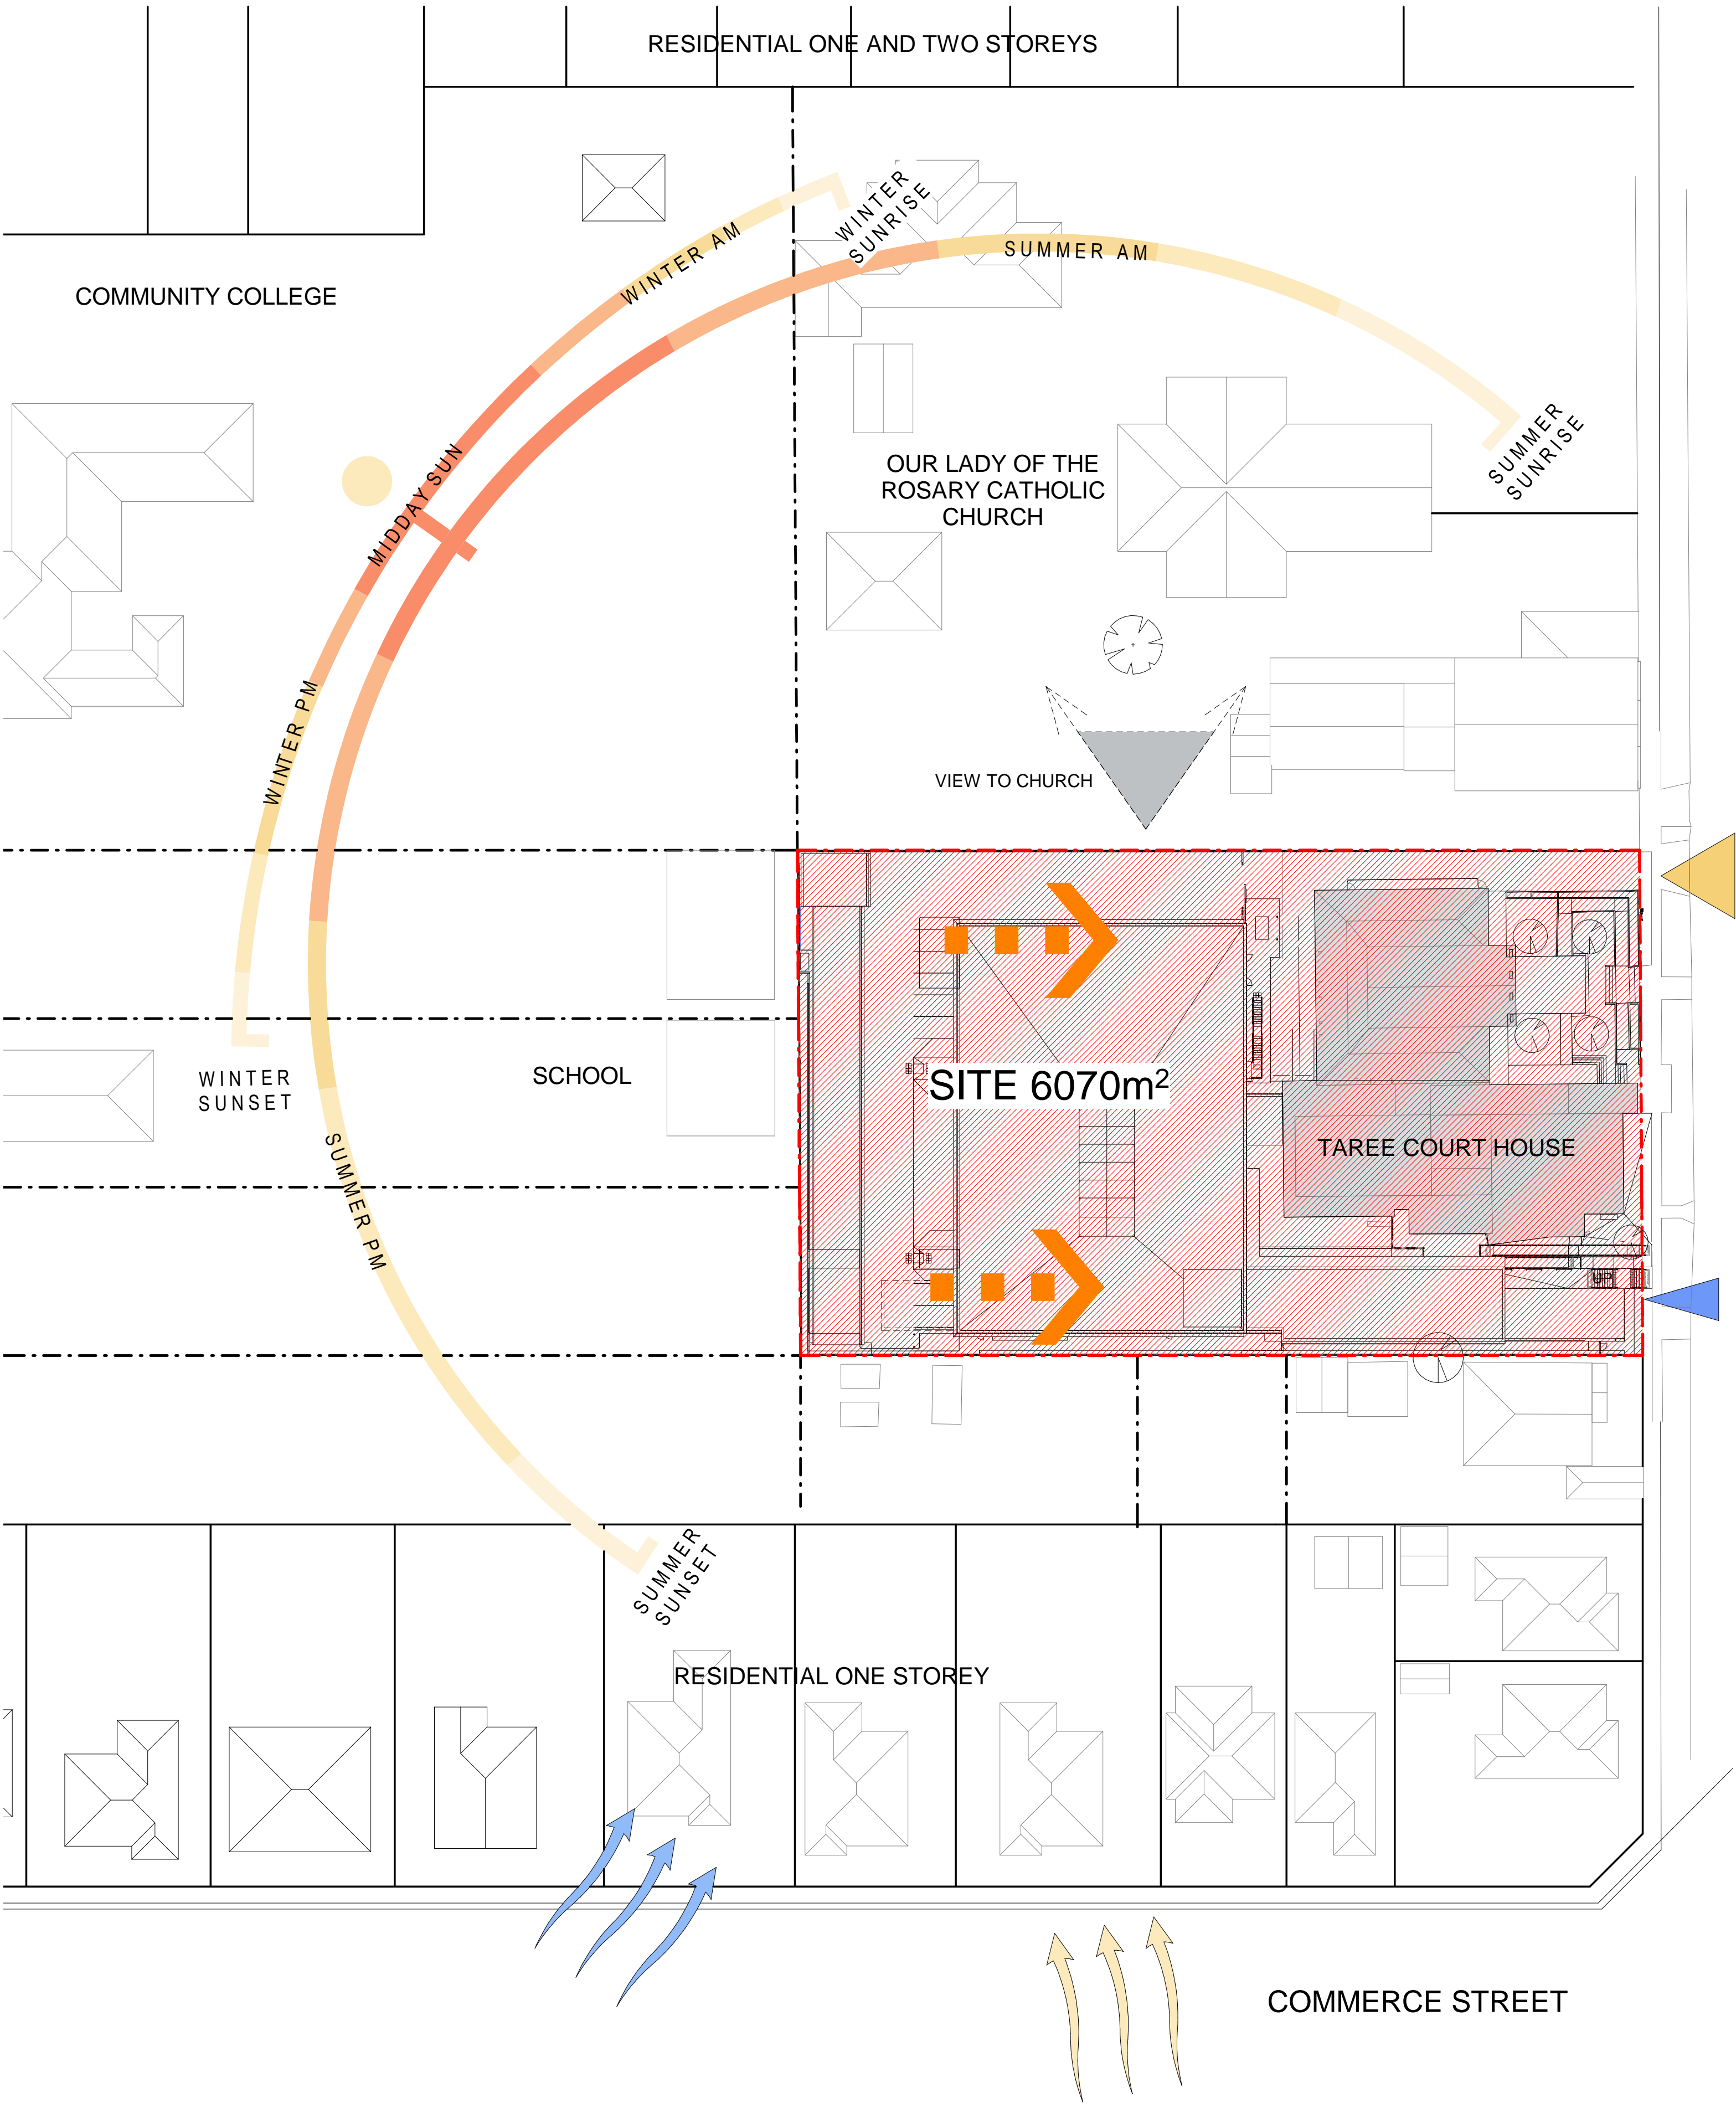 RESIDENTIAL ONE AND TWO STOREYS
WINTER
SUNRISE
WINTER AM
SUMMER AM
COMMUNITY COLLEGE
SUMMER
SUNRISE
MIDDAY SUN
OUR LADY OF THE
ROSARY CATHOLIC
CHURCH
WINTER PM
VIEW TO CHURCH
WINTER
SUNSET
SCHOOL
SITE 6070m²
TAREE COURT HOUSE
SUMMER PM
UP
SUMMER
SUNSET
RESIDENTIAL ONE STOREY
COMMERCE STREET